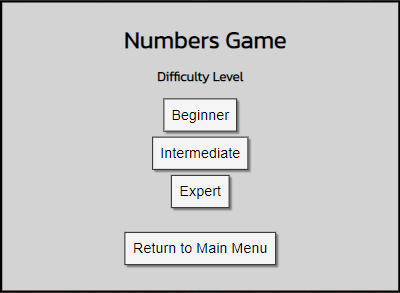 Numbers Game
Difficulty Level
Beginner
Intermediate
Expert
Return to Main Menu